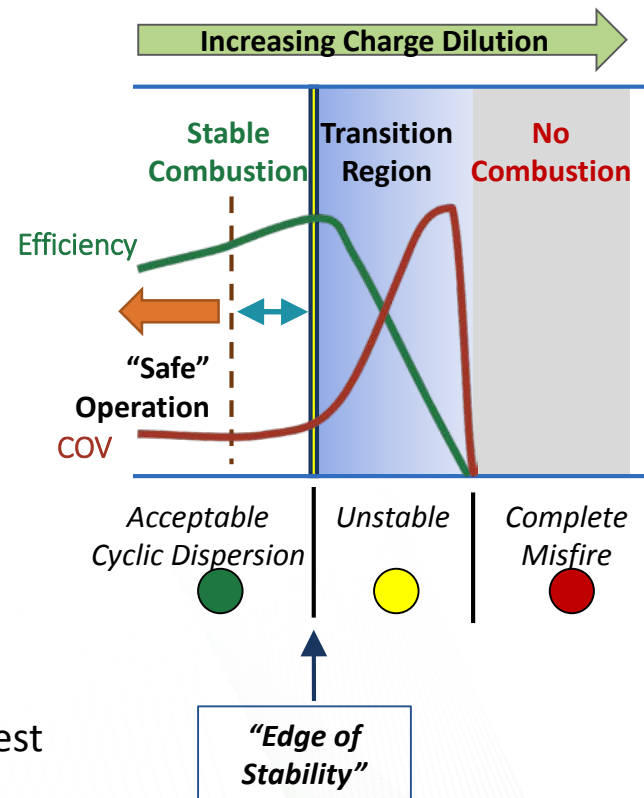 Increasing Charge Dilution
Stable
Combustion
Transition
Region
No
Combustion
Efficiency
“Safe”
Operation
COV
Acceptable
Cyclic Dispersion
Unstable
Complete
Misfire
est
“Edge of
Stability”